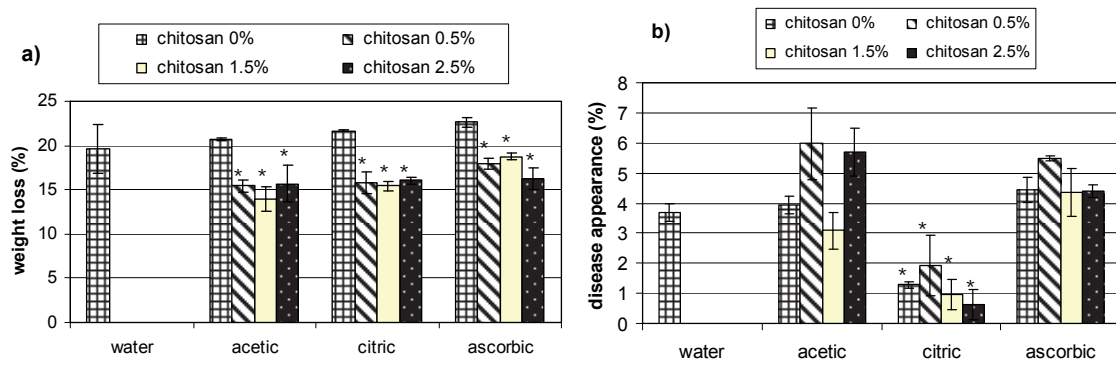 a)
chitosan 0% chitosan 0.5%
chitosan 1.5% chitosan 2.5%
weight loss (%)
25
20
15
10
5
0
* * *
* * *
* * *
water acetic citric ascorbic
b)
chitosan 0% chitosan 0.5%
chitosan 1.5% chitosan 2.5%
disease appearance (%)
8
7
6
5
4
3
2
1
0
* * * *
water acetic citric ascorbic